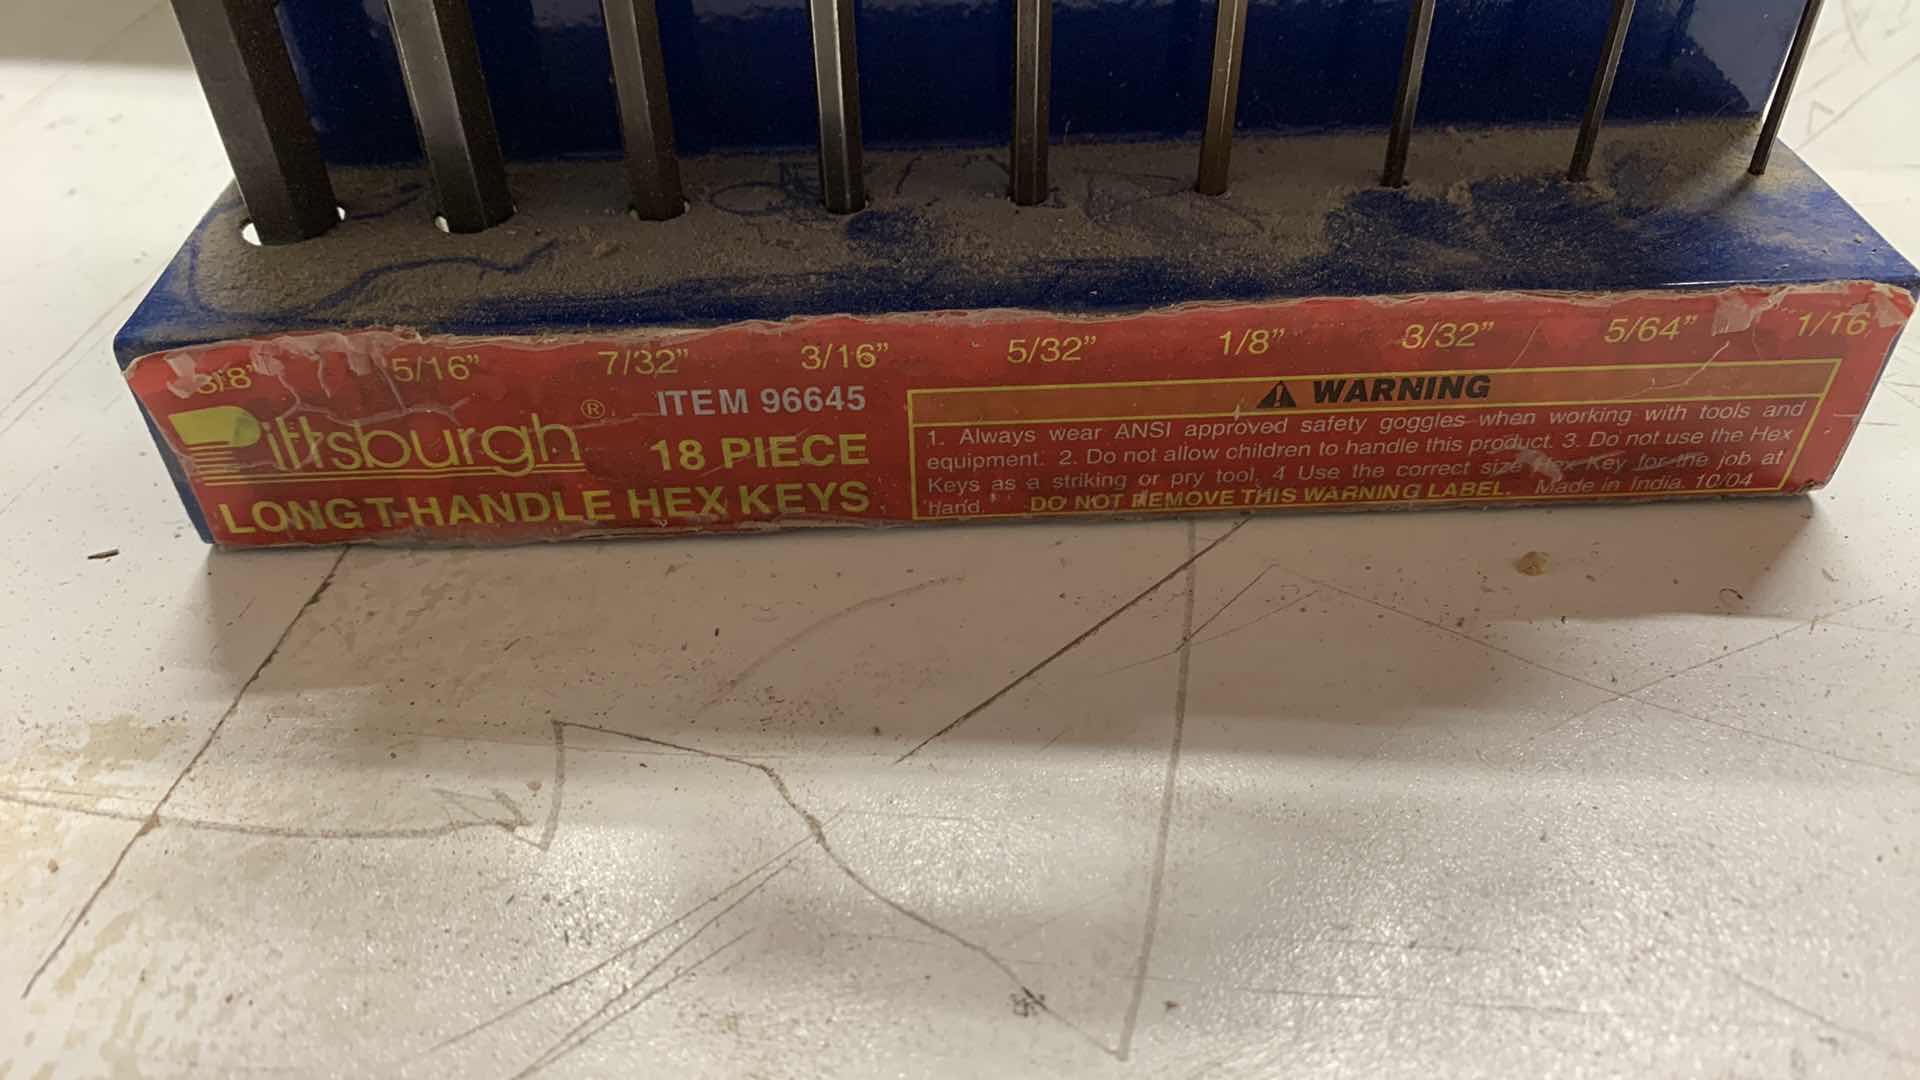 3/8" 5/16" 7/32" 3/16" 5/32" 1/8" 3/32" 5/64" 1/16
Pittsburgh®
ITEM 96645
18 PIECE
LONG T-HANDLE HEX KEYS
⚠ WARNING
1. Always wear ANSI approved safety goggles when working with tools and
equipment. 2. Do not allow children to handle this product. 3. Do not use the Hex
Keys as a striking or pry tool. 4 Use the correct size Hex Key for the job at
hand. DO NOT REMOVE THIS WARNING LABEL. Made in India. 10/04